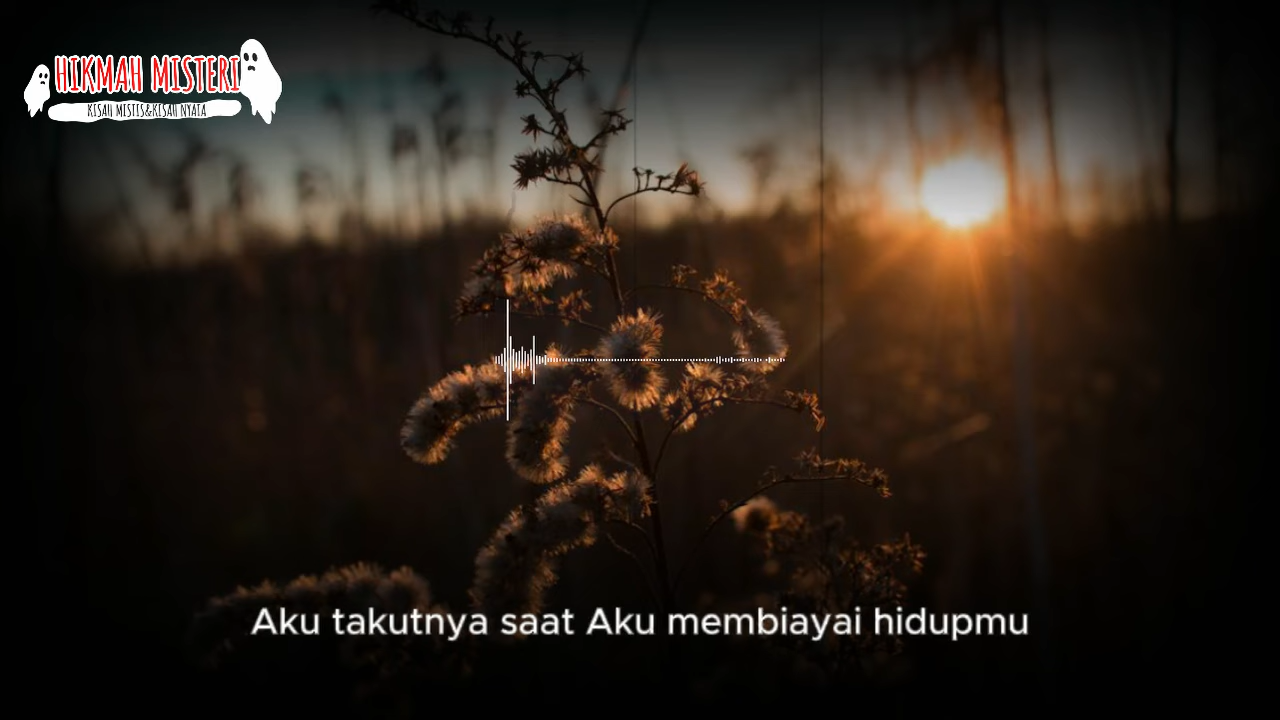 HIKMAH MISTERI
KISAH MISTIS&KISAH NYATA
Aku takutnya saat Aku membiayai hidupmu